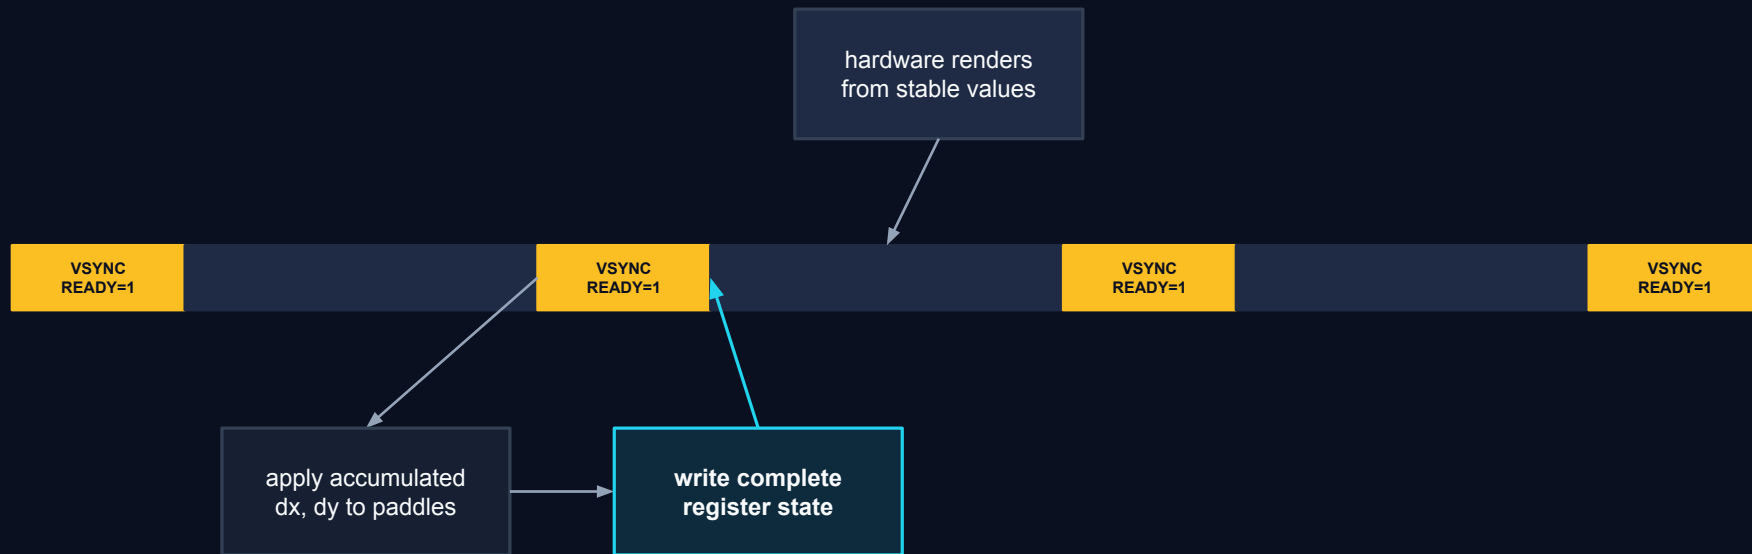 hardware renders
from stable values
VSYNC
READY=1
VSYNC
READY=1
VSYNC
READY=1
VSYNC
READY=1
apply accumulated
dx, dy to paddles
write complete
register state